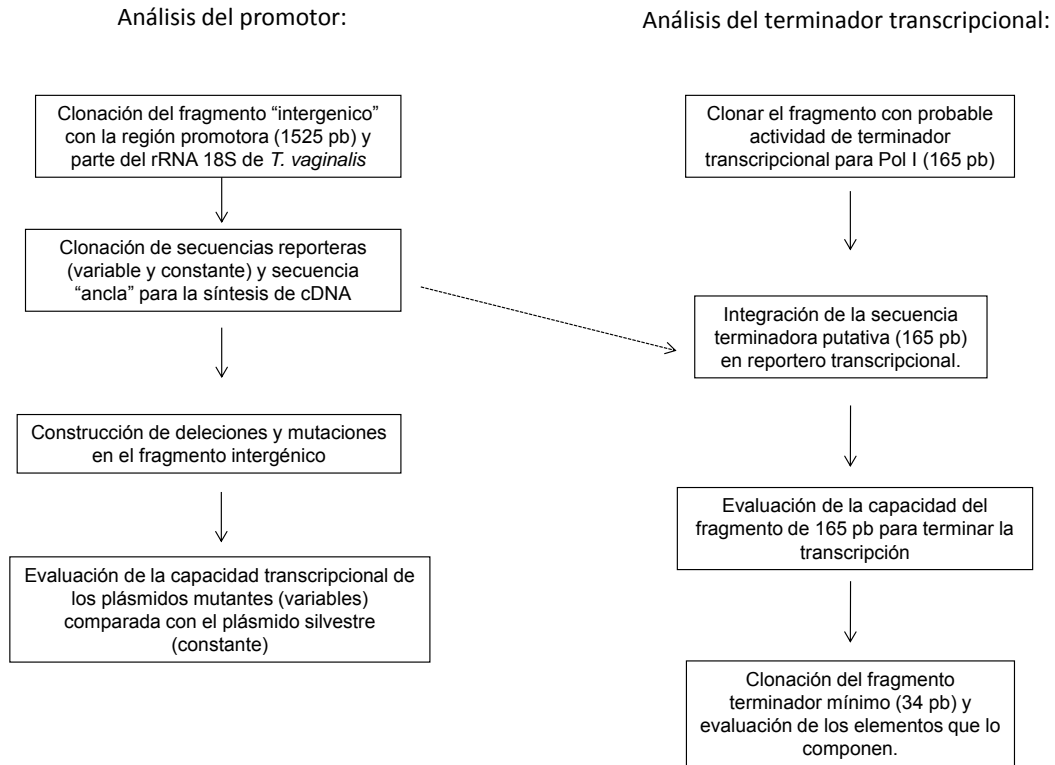 Análisis del promotor:
Clonación del fragmento “intergenico”
con la región promotora (1525 pb) y
parte del rRNA 18S de T. vaginalis
Clonación de secuencias reporteras
(variable y constante) y secuencia
“ancla” para la síntesis de cDNA
Construcción de deleciones y mutaciones
en el fragmento intergénico
Evaluación de la capacidad transcripcional de
los plásmidos mutantes (variables)
comparada con el plásmido silvestre
(constante)
Análisis del terminador transcripcional:
Clonar el fragmento con probable
actividad de terminador
transcripcional para Pol I (165 pb)
Integración de la secuencia
terminadora putativa (165 pb)
en reportero transcripcional.
Evaluación de la capacidad del
fragmento de 165 pb para terminar la
transcripción
Clonación del fragmento
terminador mínimo (34 pb) y
evaluación de los elementos que lo
componen.